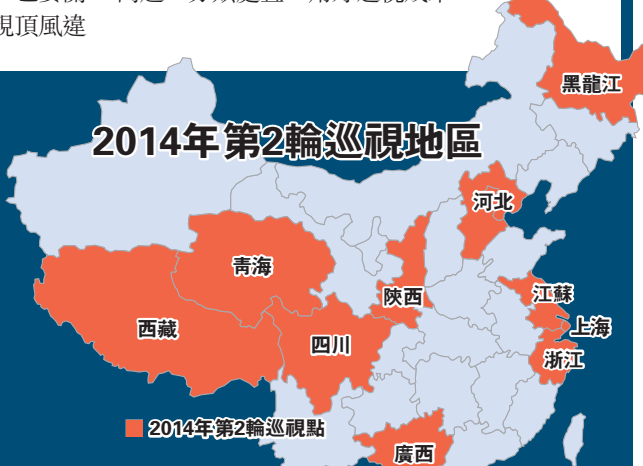 視頂風違
2014年第2輪巡視地區
黑龍江
河北
青海
陝西
江蘇
上海
西藏
四川
浙江
2014年第2輪巡視點
廣西